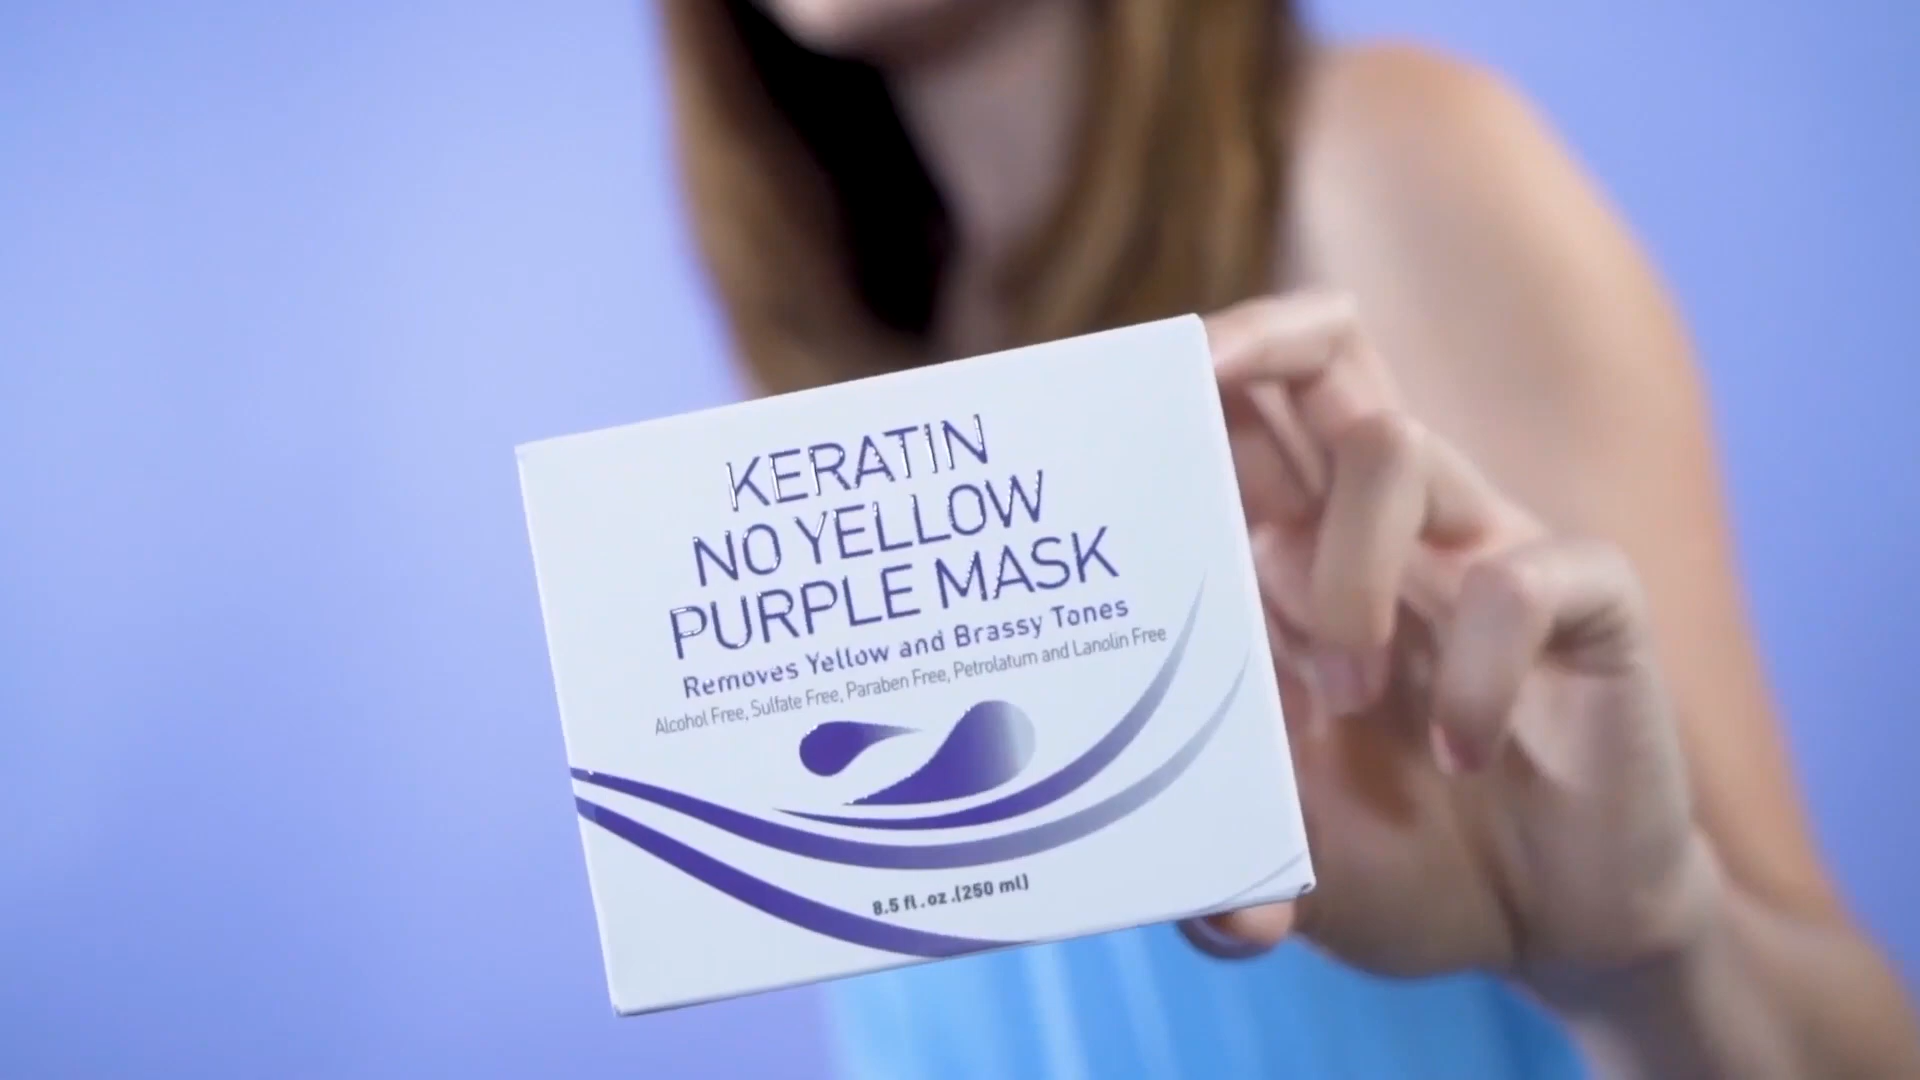 KERATIN
NO YELLOW
PURPLE MASK
Removes Yellow and Brassy Tones
Alcohol Free, Sulfate Free, Paraben Free, Petrolatum and Lanolin Free
8.5 fl.oz.(250 ml)